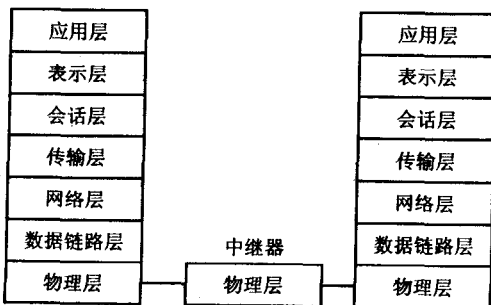 应用层
表示层
会话层
传输层
网络层
数据链路层
物理层
中继器
物理层
应用层
表示层
会话层
传输层
网络层
数据链路层
物理层